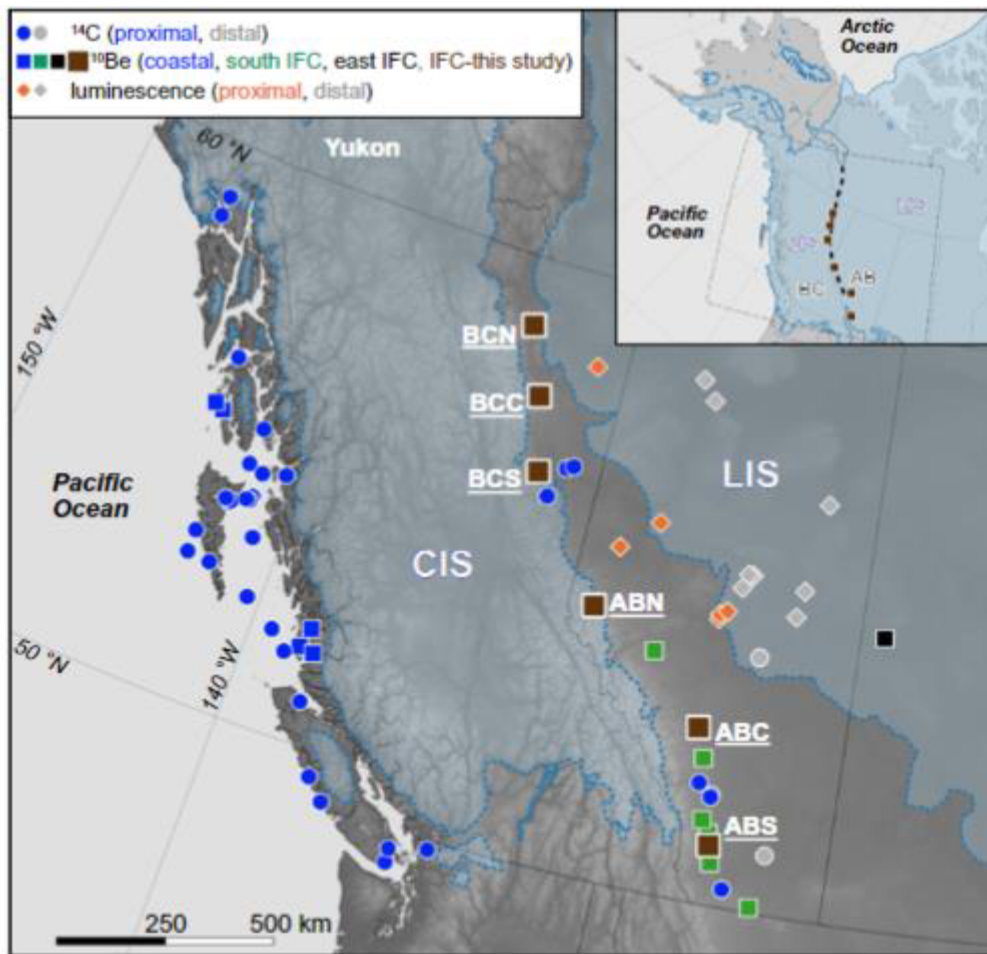 ¹⁴C (proximal, distal)
¹⁰Be (coastal, south IFC, east IFC, IFC-this study)
luminescence (proximal, distal)
Arctic
Ocean
Pacific
Ocean
BC
AB
60 °N
Yukon
150 °W
BCN
BCC
BCS
Pacific
Ocean
LIS
CIS
ABN
50 °N
140 °W
ABC
ABS
250
500 km